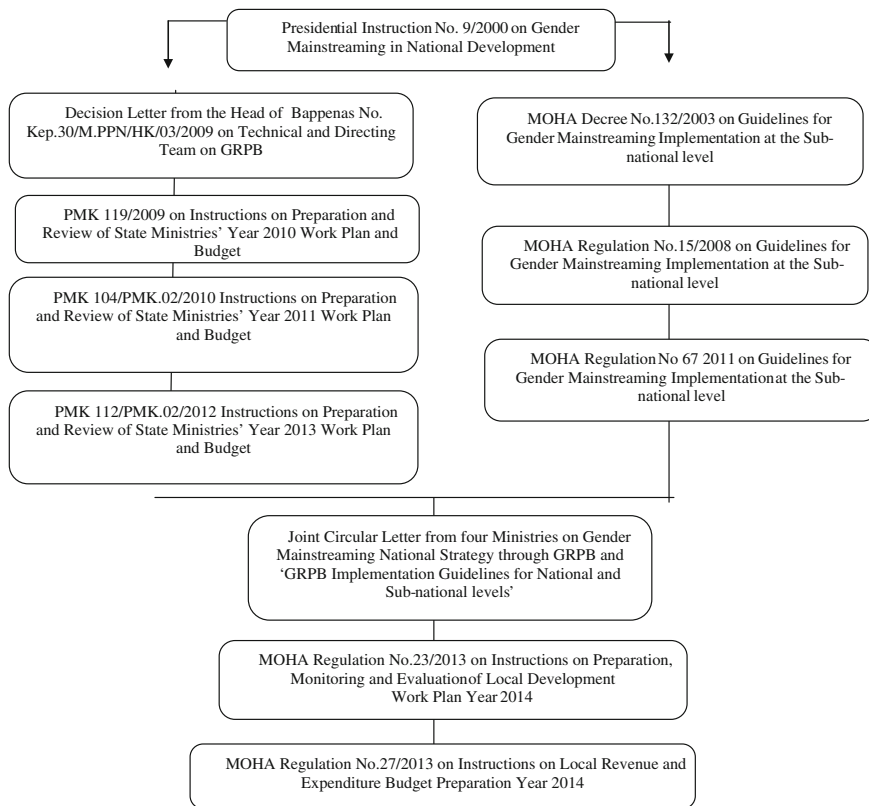 Presidential Instruction No. 9/2000 on Gender
Mainstreaming in National Development
Decision Letter from the Head of Bappenas No.
Kep.30/M.PPN/HK/03/2009 on Technical and Directing
Team on GRPB
PMK 119/2009 on Instructions on Preparation and
Review of State Ministries' Year 2010 Work Plan and
Budget
PMK 104/PMK.02/2010 Instructions on Preparation
and Review of State Ministries' Year 2011 Work Plan
and Budget
PMK 112/PMK.02/2012 Instructions on Preparation
and Review of State Ministries' Year 2013 Work Plan
and Budget
MOHA Decree No.132/2003 on Guidelines for
Gender Mainstreaming Implementation at the Sub-
national level
MOHA Regulation No.15/2008 on Guidelines for
Gender Mainstreaming Implementation at the Sub-
national level
MOHA Regulation No 67 2011 on Guidelines for
Gender Mainstreaming Implementation at the Sub-
national level
Joint Circular Letter from four Ministries on Gender
Mainstreaming National Strategy through GRPB and
‘GRPB Implementation Guidelines for National and
Sub-national levels’
MOHA Regulation No.23/2013 on Instructions on Preparation,
Monitoring and Evaluation of Local Development
Work Plan Year 2014
MOHA Regulation No.27/2013 on Instructions on Local Revenue and
Expenditure Budget Preparation Year 2014